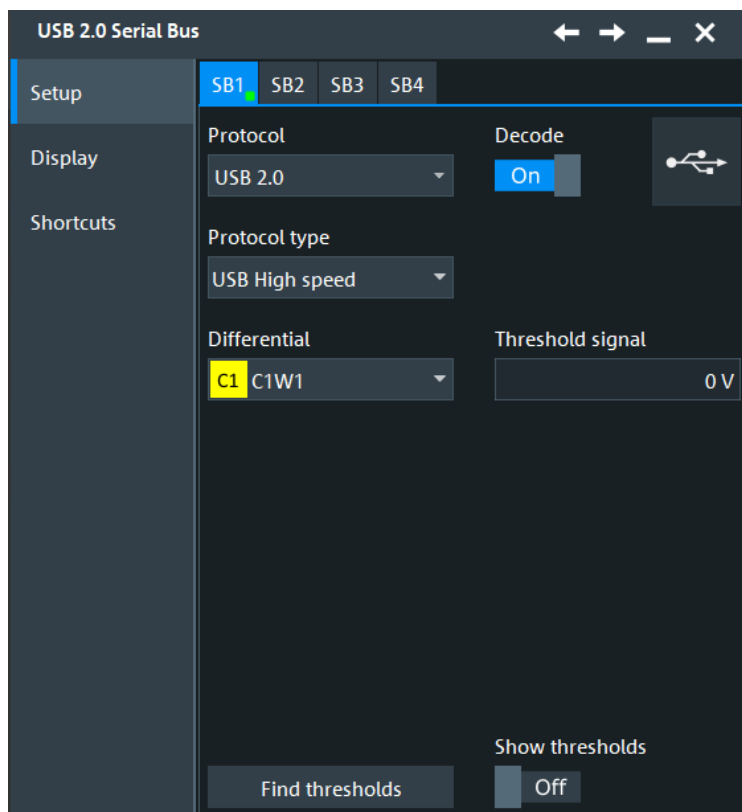 USB 2.0 Serial Bus
Setup
Display
Shortcuts
SB1 SB2 SB3 SB4
Protocol
USB 2.0
Decode
On
Protocol type
USB High speed
Differential
C1 C1W1
Threshold signal
0 V
Find thresholds
Show thresholds
Off